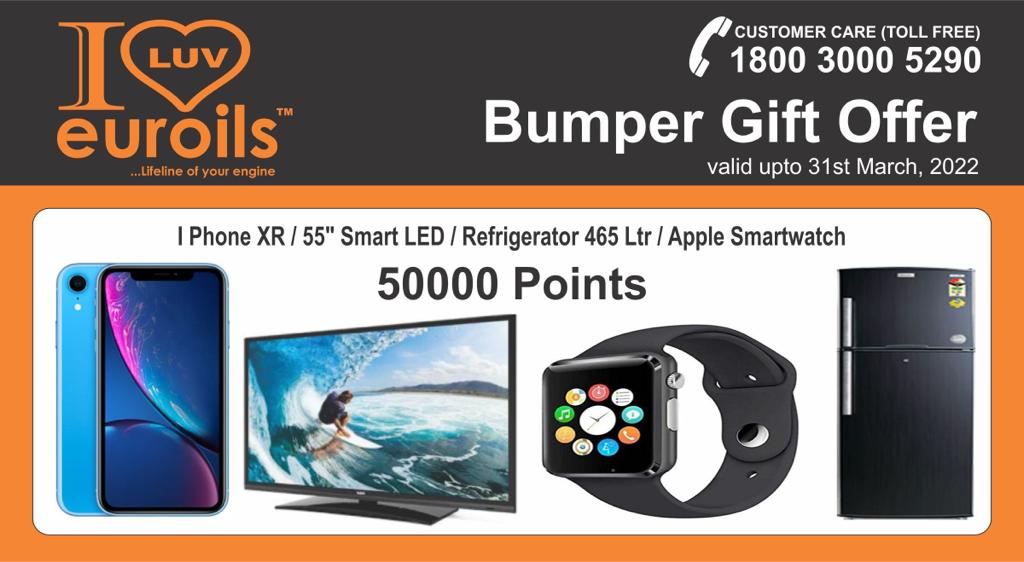 I LUV
euroils™
...Lifeline of your engine
CUSTOMER CARE (TOLL FREE)
1800 3000 5290
Bumper Gift Offer
valid upto 31st March, 2022
I Phone XR / 55" Smart LED / Refrigerator 465 Ltr / Apple Smartwatch
50000 Points